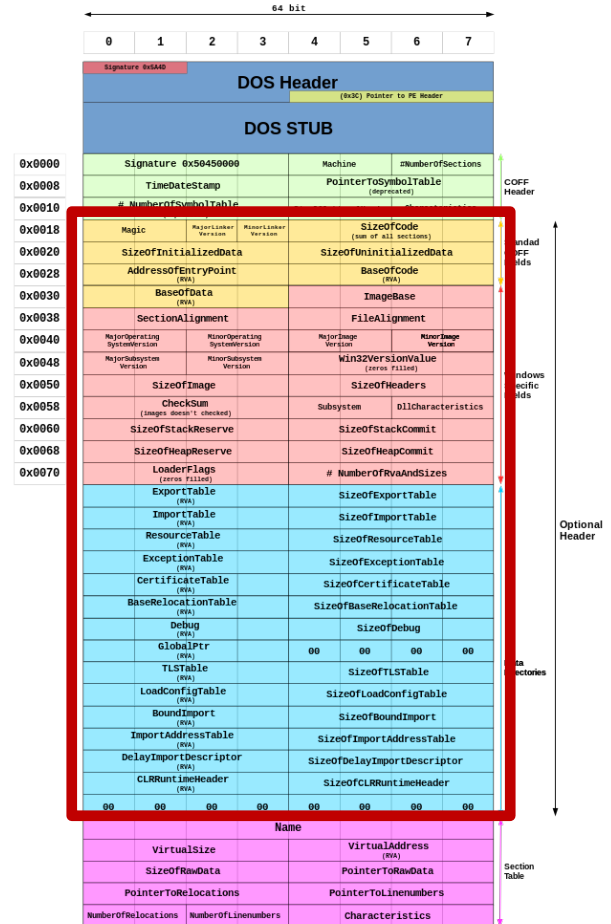 64 bit
0 1 2 3 4 5 6 7
Signature 0x5A4D
DOS Header
(0x3C) Pointer to PE Header
DOS STUB
0x0000 Signature 0x50450000 Machine #NumberOfSections
0x0008 TimeDateStamp PointerToSymbolTable
(deprecated)
COFF
Header
0x0010 # NumberOfSymbolTable
0x0018 Magic MajorLinker
Version MinorLinker
Version SizeOfCode
(sum of all sections)
0x0020 SizeOfInitializedData SizeOfUninitializedData
0x0028 AddressOfEntryPoint
(RVA) BaseOfCode
(RVA)
0x0030 BaseOfData
(RVA) ImageBase
0x0038 SectionAlignment FileAlignment
0x0040 MajorOperating
SystemVersion MinorOperating
SystemVersion MajorImage
Version MinorImage
Version
0x0048 MajorSubsystem
Version MinorSubsystem
Version Win32VersionValue
(zeros filled)
0x0050 SizeOfImage SizeOfHeaders
0x0058 CheckSum
(images doesn't checked) Subsystem DllCharacteristics
0x0060 SizeOfStackReserve SizeOfStackCommit
0x0068 SizeOfHeapReserve SizeOfHeapCommit
0x0070 LoaderFlags
(zeros filled) # NumberOfRvaAndSizes
ExportTable
(RVA) SizeOfExportTable
ImportTable
(RVA) SizeOfImportTable
ResourceTable
(RVA) SizeOfResourceTable
Optional
Header
ExceptionTable
(RVA) SizeOfExceptionTable
CertificateTable
(RVA) SizeOfCertificateTable
BaseRelocationTable
(RVA) SizeOfBaseRelocationTable
Debug
(RVA) SizeOfDebug
GlobalPtr
(RVA) 00 00 00 00
TLSTable
(RVA) SizeOfTLSTable
LoadConfigTable
(RVA) SizeOfLoadConfigTable
BoundImport
(RVA) SizeOfBoundImport
ImportAddressTable
(RVA) SizeOfImportAddressTable
DelayImportDescriptor
(RVA) SizeOfDelayImportDescriptor
CLRRuntimeHeader
(RVA) SizeOfCLRRuntimeHeader
00 00 00 00 00 00 00 00
Name
VirtualSize VirtualAddress
(RVA)
SizeOfRawData PointerToRawData
Section
Table
PointerToRelocations PointerToLinenumbers
NumberOfRelocations NumberOfLinenumbers Characteristics